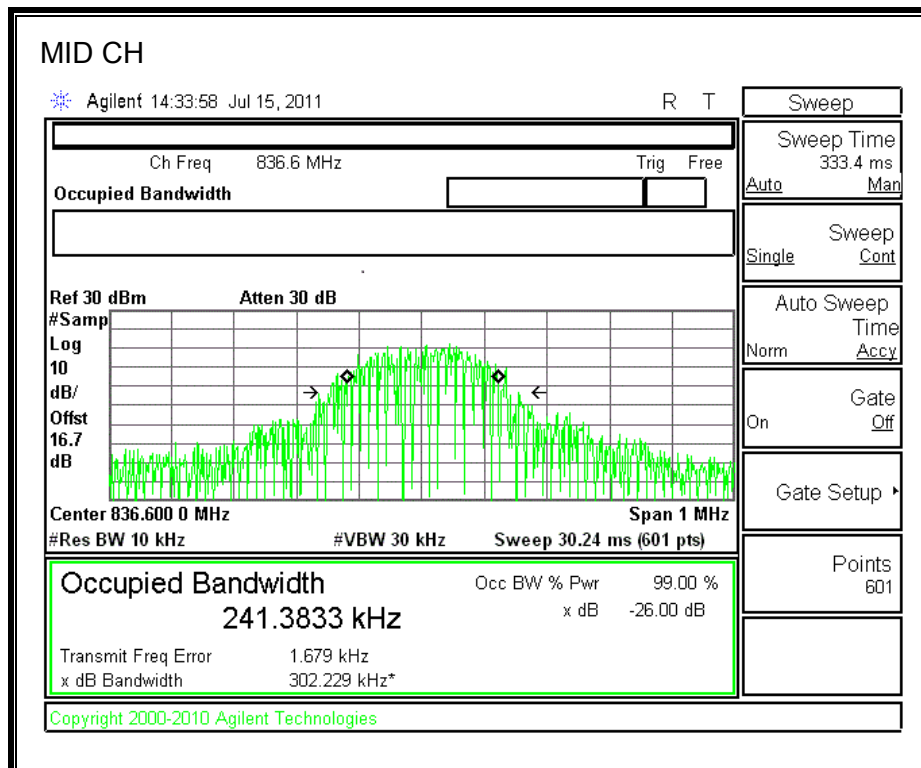 MID CH
Agilent 14:33:58 Jul 15, 2011 R T
Ch Freq 836.6 MHz Trig Free
Occupied Bandwidth
Ref 30 dBm Atten 30 dB
#Samp
Log
10
dB/
Offst
16.7
dB
Center 836.600 0 MHz Span 1 MHz
#Res BW 10 kHz #VBW 30 kHz Sweep 30.24 ms (601 pts)
Occupied Bandwidth Occ BW % Pwr 99.00 %
241.3833 kHz x dB -26.00 dB
Transmit Freq Error 1.679 kHz
x dB Bandwidth 302.229 kHz*
Copyright 2000-2010 Agilent Technologies
Sweep
Sweep Time
333.4 ms
Auto Man
Sweep
Single Cont
Auto Sweep
Time
Norm Accy
Gate
On Off
Gate Setup
Points
601